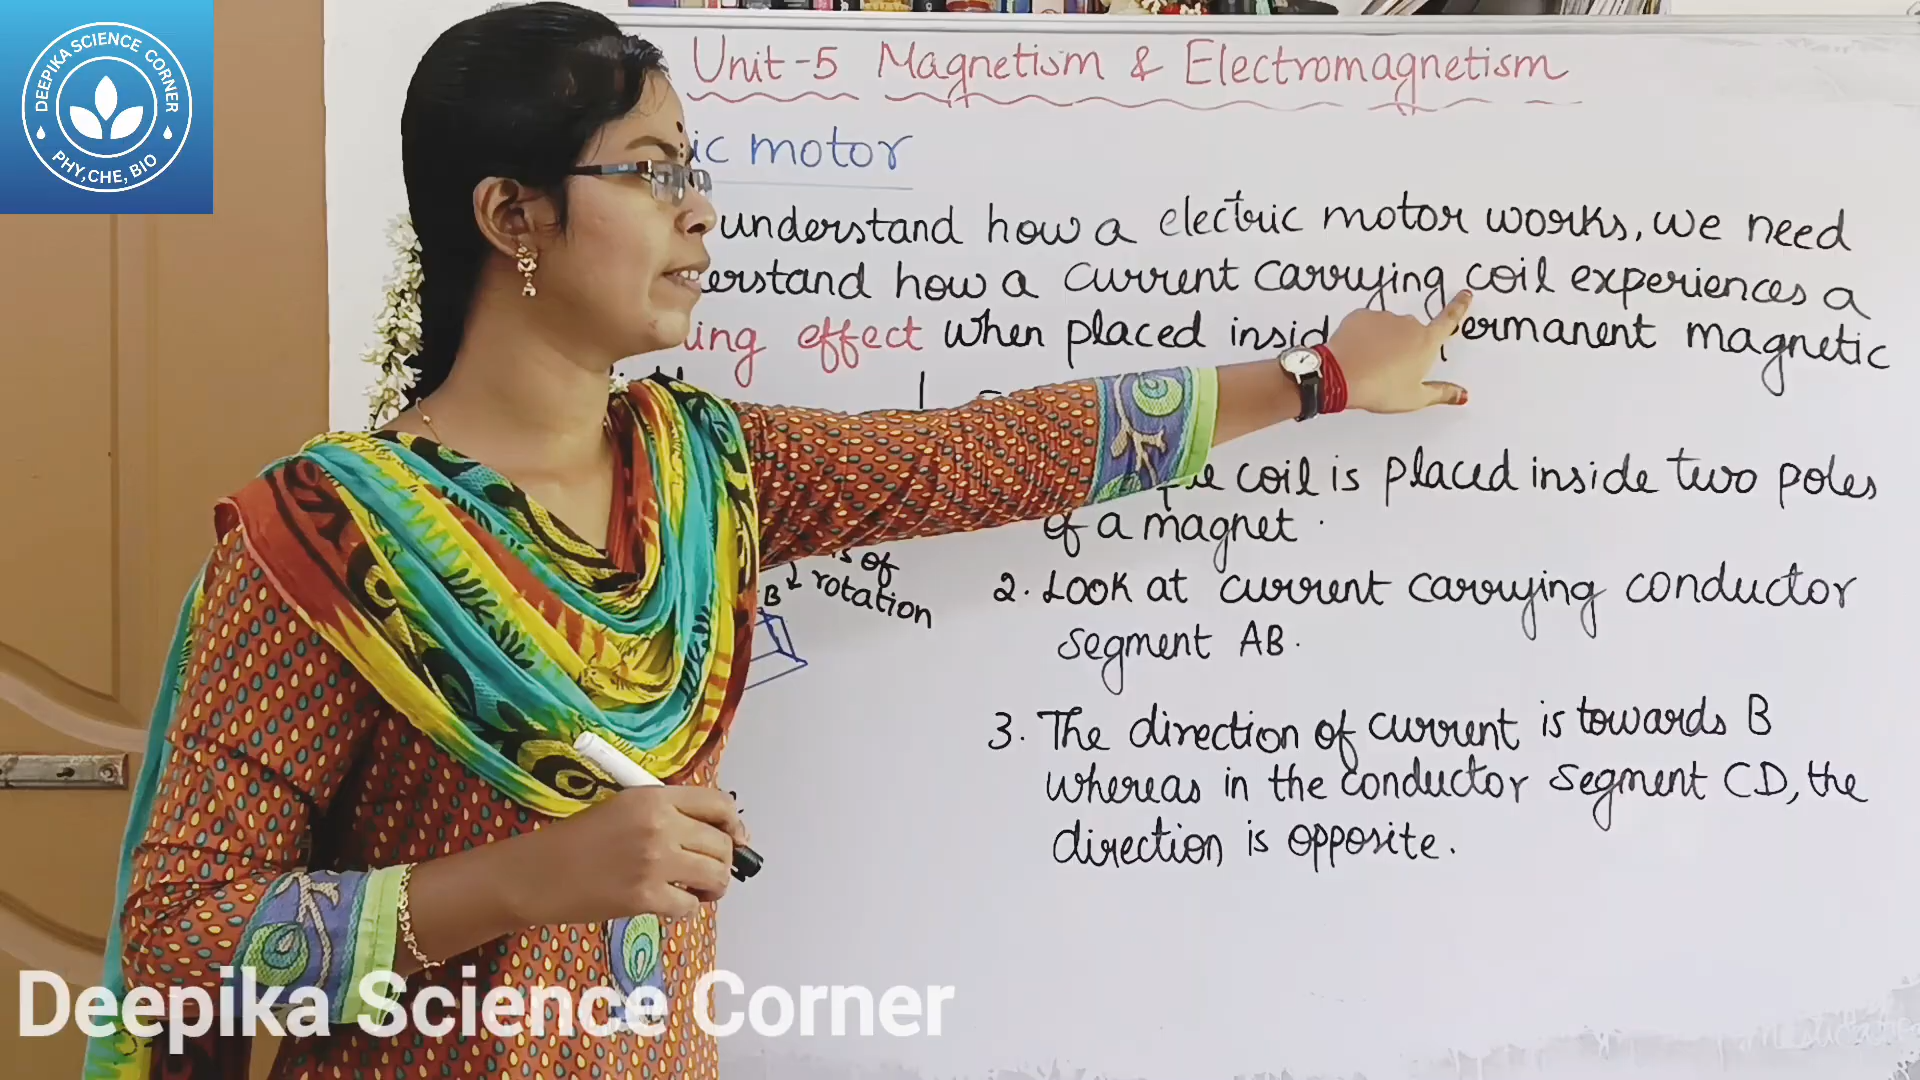 DEEPIKA SCIENCE CORNER
PHY,CHE, BIO
Unit-5 Magnetism & Electromagnetism
ic motor
understand how a electric motor works, we need
erstand how a current carrying coil experiences a
ing effect when placed insid permanent magnetic
coil is placed inside two poles
of a magnet.
is of
rotation
B
2. Look at current carrying conductor
segment AB.
3. The direction of current is towards B
whereas in the conductor segment CD, the
direction is opposite.
Deepika Science Corner